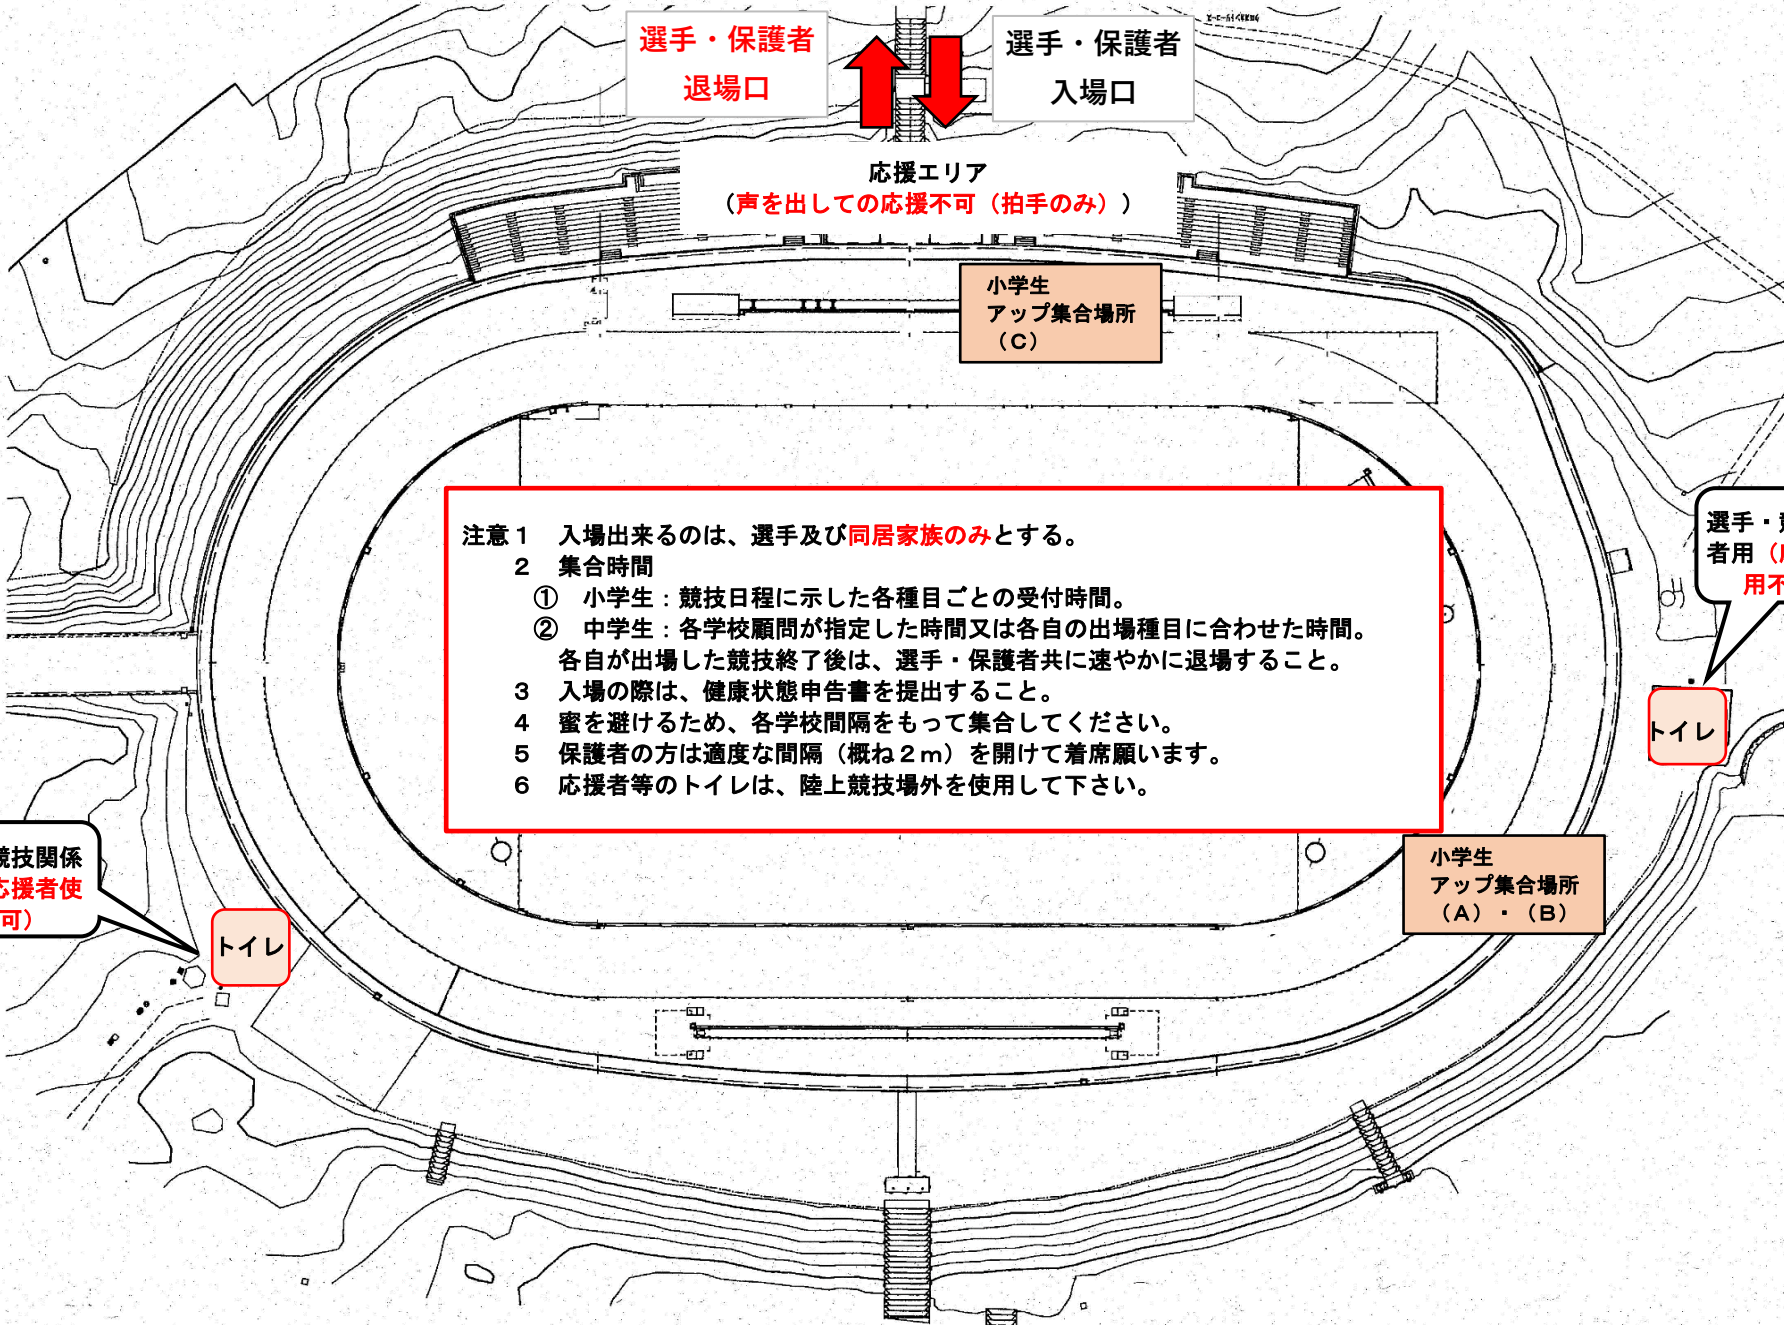 選手・保護者
退場口
選手・保護者
入場口
応援エリア
（声を出しての応援不可（拍手のみ））
小学生
アップ集合場所
（C）
注意１　入場出来るのは、選手及び同居家族のみとする。
２　集合時間
①　小学生：競技日程に示した各種目ごとの受付時間。
②　中学生：各学校顧問が指定した時間又は各自の出場種目に合わせた時間。
各自が出場した競技終了後は、選手・保護者共に速やかに退場すること。
３　入場の際は、健康状態申告書を提出すること。
４　蜜を避けるため、各学校間隔をもって集合してください。
５　保護者の方は適度な間隔（概ね２ｍ）を開けて着席願います。
６　応援者等のトイレは、陸上競技場外を使用して下さい。
選手・
者用（
用不
トイレ
競技関係
応援者使
可）
トイレ
小学生
アップ集合場所
（A）・（B）